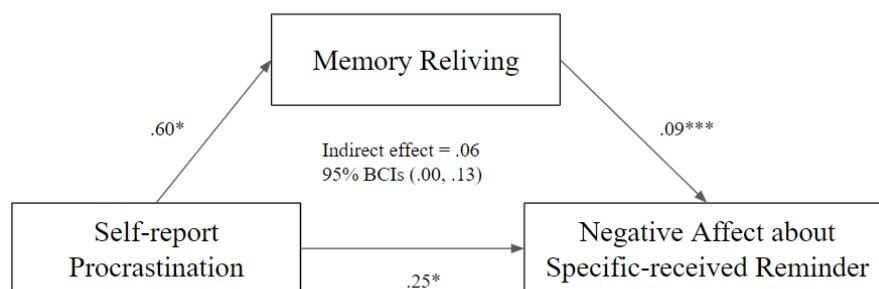 Memory Reliving
.60*
.09***
Indirect effect = .06
95% BCIs (.00, .13)
Self-report
Procrastination
Negative Affect about
Specific-received Reminder
.25*